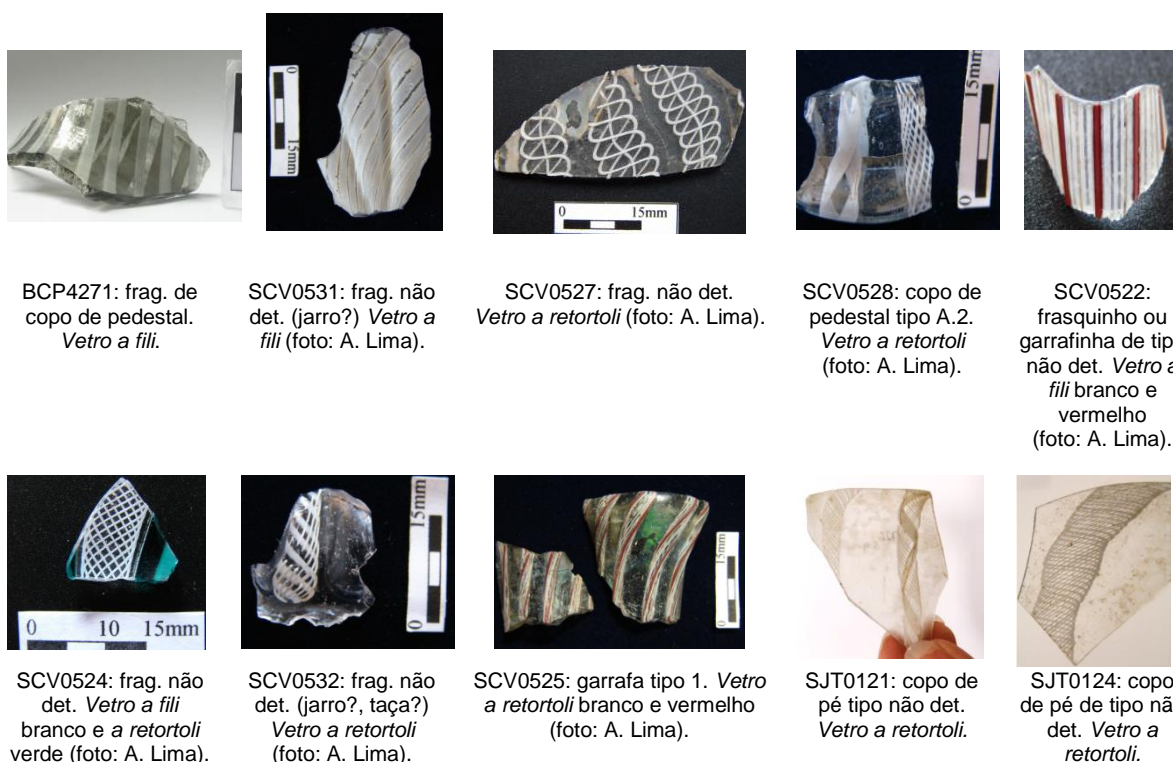 0
15mm
0 15mm
15mm
0
BCP4271: frag. de
copo de pedestal.
Vetro a fili.
SCV0531: frag. não
det. (jarro?) Vetro a
fili (foto: A. Lima).
SCV0527: frag. não det.
Vetro a retortoli (foto: A. Lima).
SCV0528: copo de
pedestal tipo A.2.
Vetro a retortoli
(foto: A. Lima).
SCV0522:
frasquinho ou
garrafinha de tip
não det. Vetro a
fili branco e
vermelho
(foto: A. Lima).
0 10 15mm
15mm
0
15mm
0
SCV0524: frag. não
det. Vetro a fili
branco e a retortoli
verde (foto: A. Lima).
SCV0532: frag. não
det. (jarro?, taça?)
Vetro a retortoli
(foto: A. Lima).
SCV0525: garrafa tipo 1. Vetro
a retortoli branco e vermelho
(foto: A. Lima).
SJT0121: copo de
pé tipo não det.
Vetro a retortoli.
SJT0124: copo
de pé de tipo nã
det. Vetro a
retortoli.